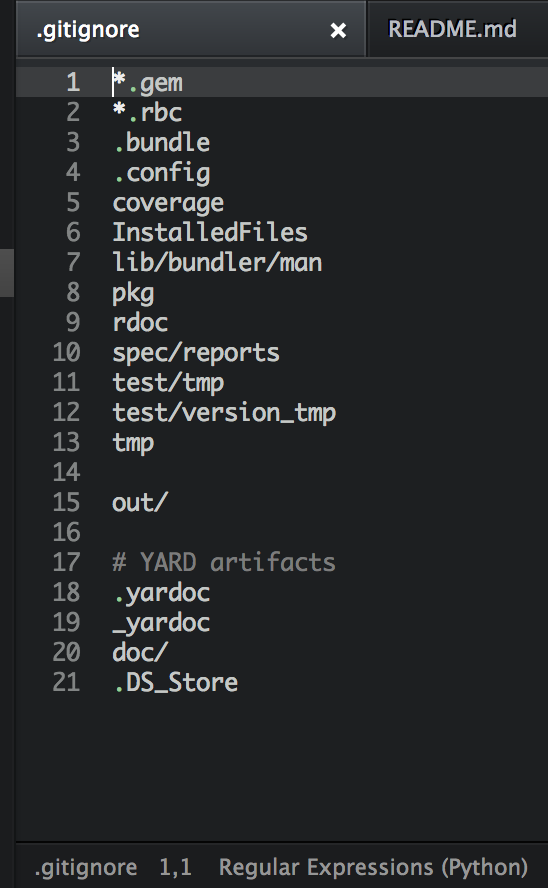 .gitignore × README.md
1 *.gem
2 *.rbc
3 .bundle
4 .config
5 coverage
6 InstalledFiles
7 lib/bundler/man
8 pkg
9 rdoc
10 spec/reports
11 test/tmp
12 test/version_tmp
13 tmp
14
15 out/
16
17 # YARD artifacts
18 .yardoc
19 _yardoc
20 doc/
21 .DS_Store
.gitignore 1,1 Regular Expressions (Python)